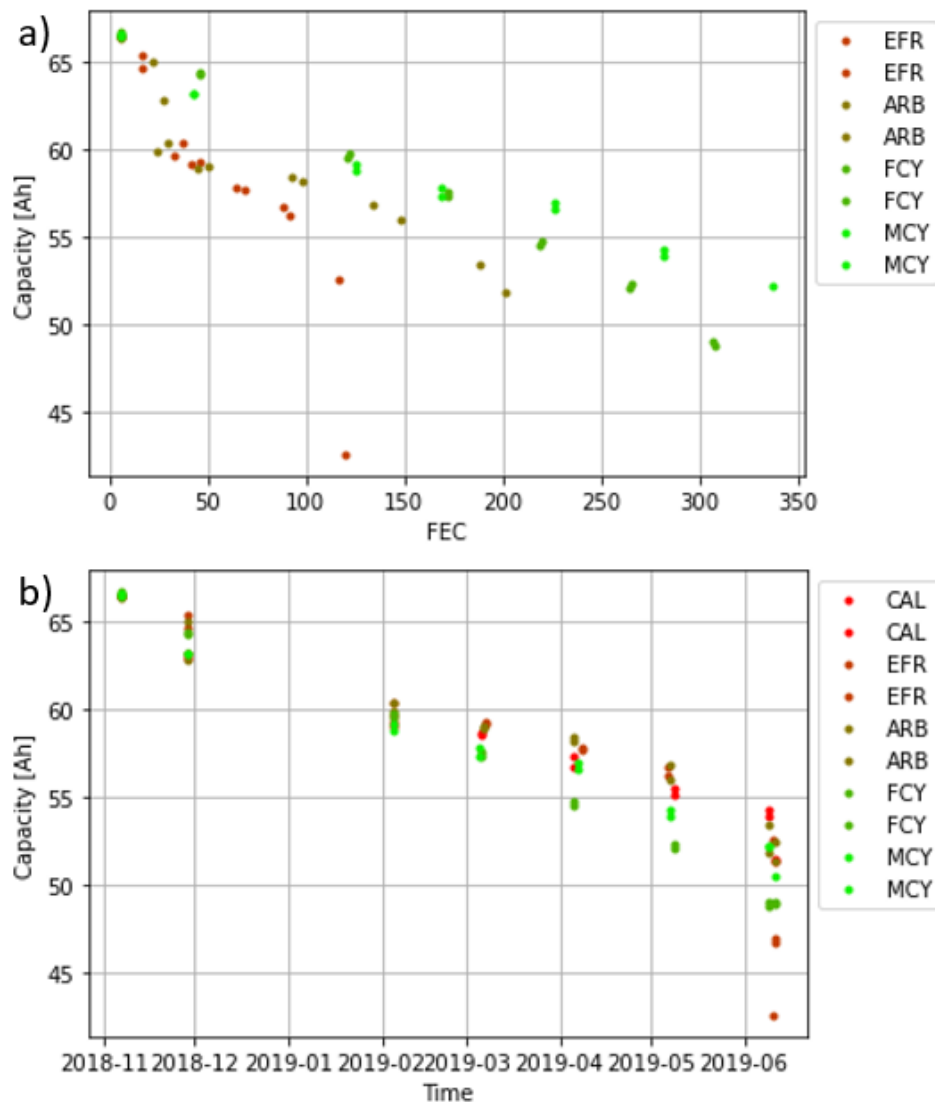 a)
65
60
55
50
45
Capacity [Ah]
0 50 100 150 200 250 300 350
FEC
EFR
EFR
ARB
ARB
FCY
FCY
MCY
MCY
b)
65
60
55
50
45
Capacity [Ah]
2018-11 2018-12 2019-01 2019-02 2019-03 2019-04 2019-05 2019-06
Time
CAL
CAL
EFR
EFR
ARB
ARB
FCY
FCY
MCY
MCY